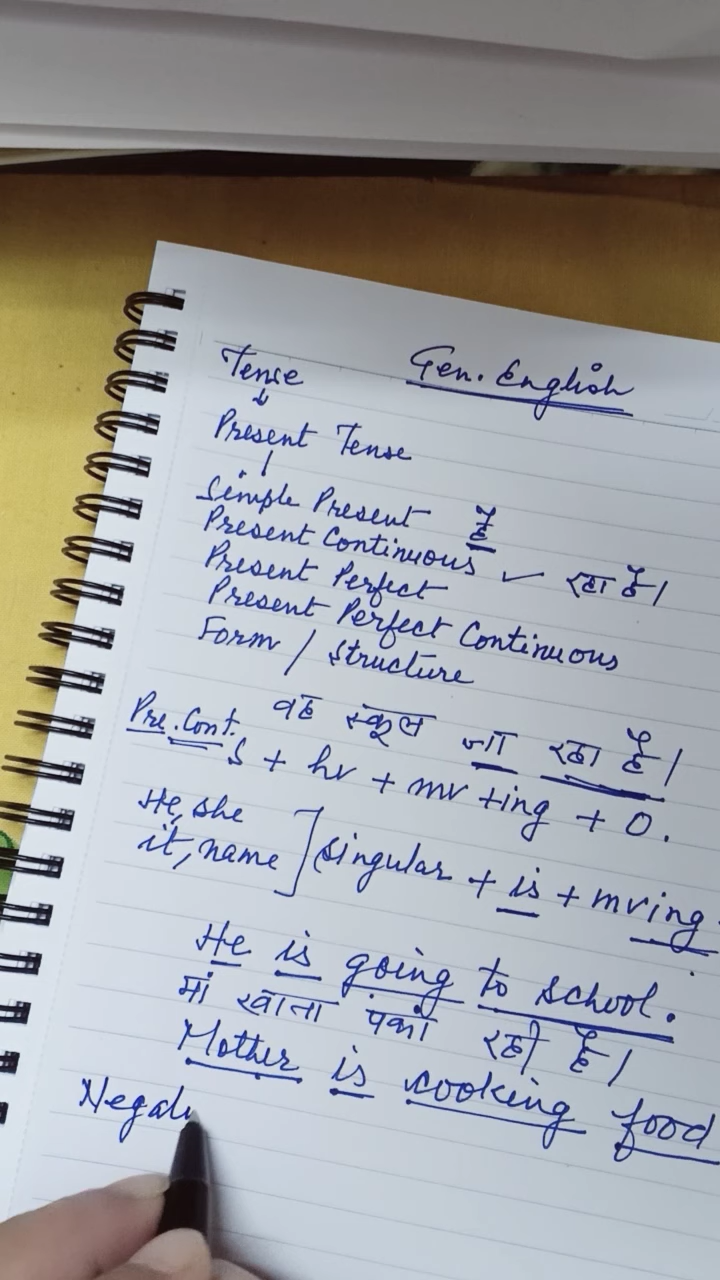 Gen. English
Tense
Present Tense
Simple Present है
Present Continuous ✓ रहा है।
Present Perfect
Present Perfect Continuous
Form / Structure
वह स्कूल जा रहा है।
Pre. Cont. S + hv + mv + ing + O.
He, she
it, name ] singular + is + mving
He is going to school.
मां खाना पका रही है।
Mother is cooking food
Negati